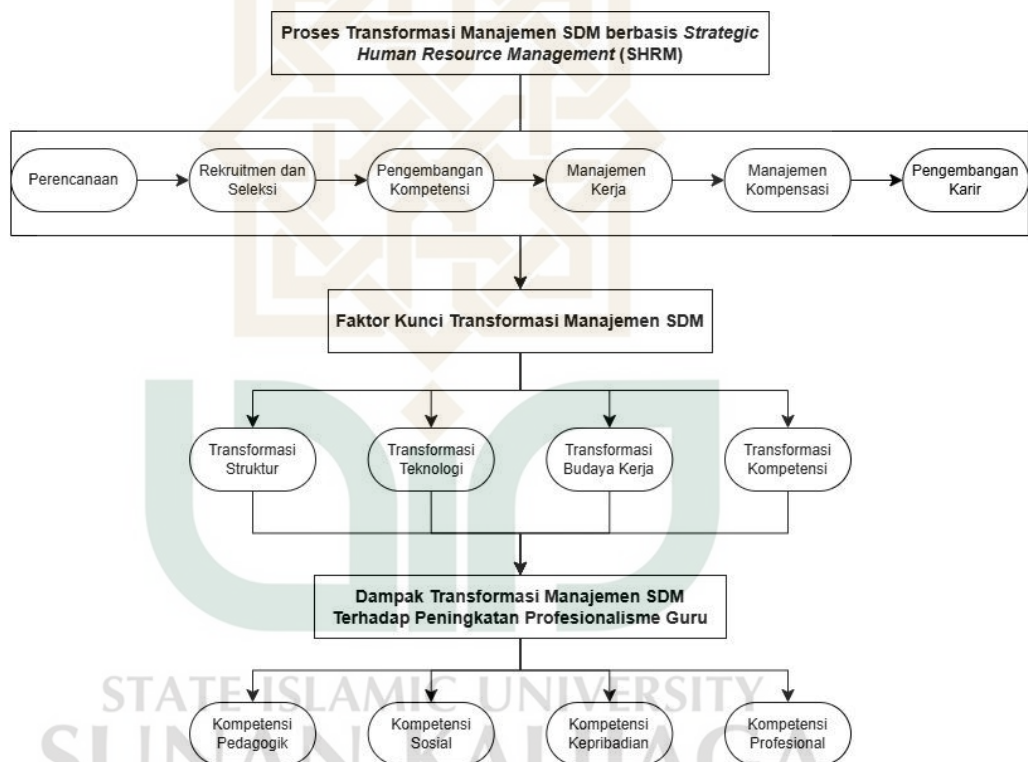 Proses Transformasi Manajemen SDM berbasis Strategic
Human Resource Management (SHRM)
Perencanaan
Rekruitmen dan
Seleksi
Pengembangan
Kompetensi
Manajemen
Kerja
Manajemen
Kompensasi
Pengembangan
Karir
Faktor Kunci Transformasi Manajemen SDM
Transformasi
Struktur
Transformasi
Teknologi
Transformasi
Budaya Kerja
Transformasi
Kompetensi
Dampak Transformasi Manajemen SDM
Terhadap Peningkatan Profesionalisme Guru
STATE ISLAMIC UNIVERSITY
SUNAN KALIJAGA
Kompetensi
Pedagogik
Kompetensi
Sosial
Kompetensi
Kepribadian
Kompetensi
Profesional